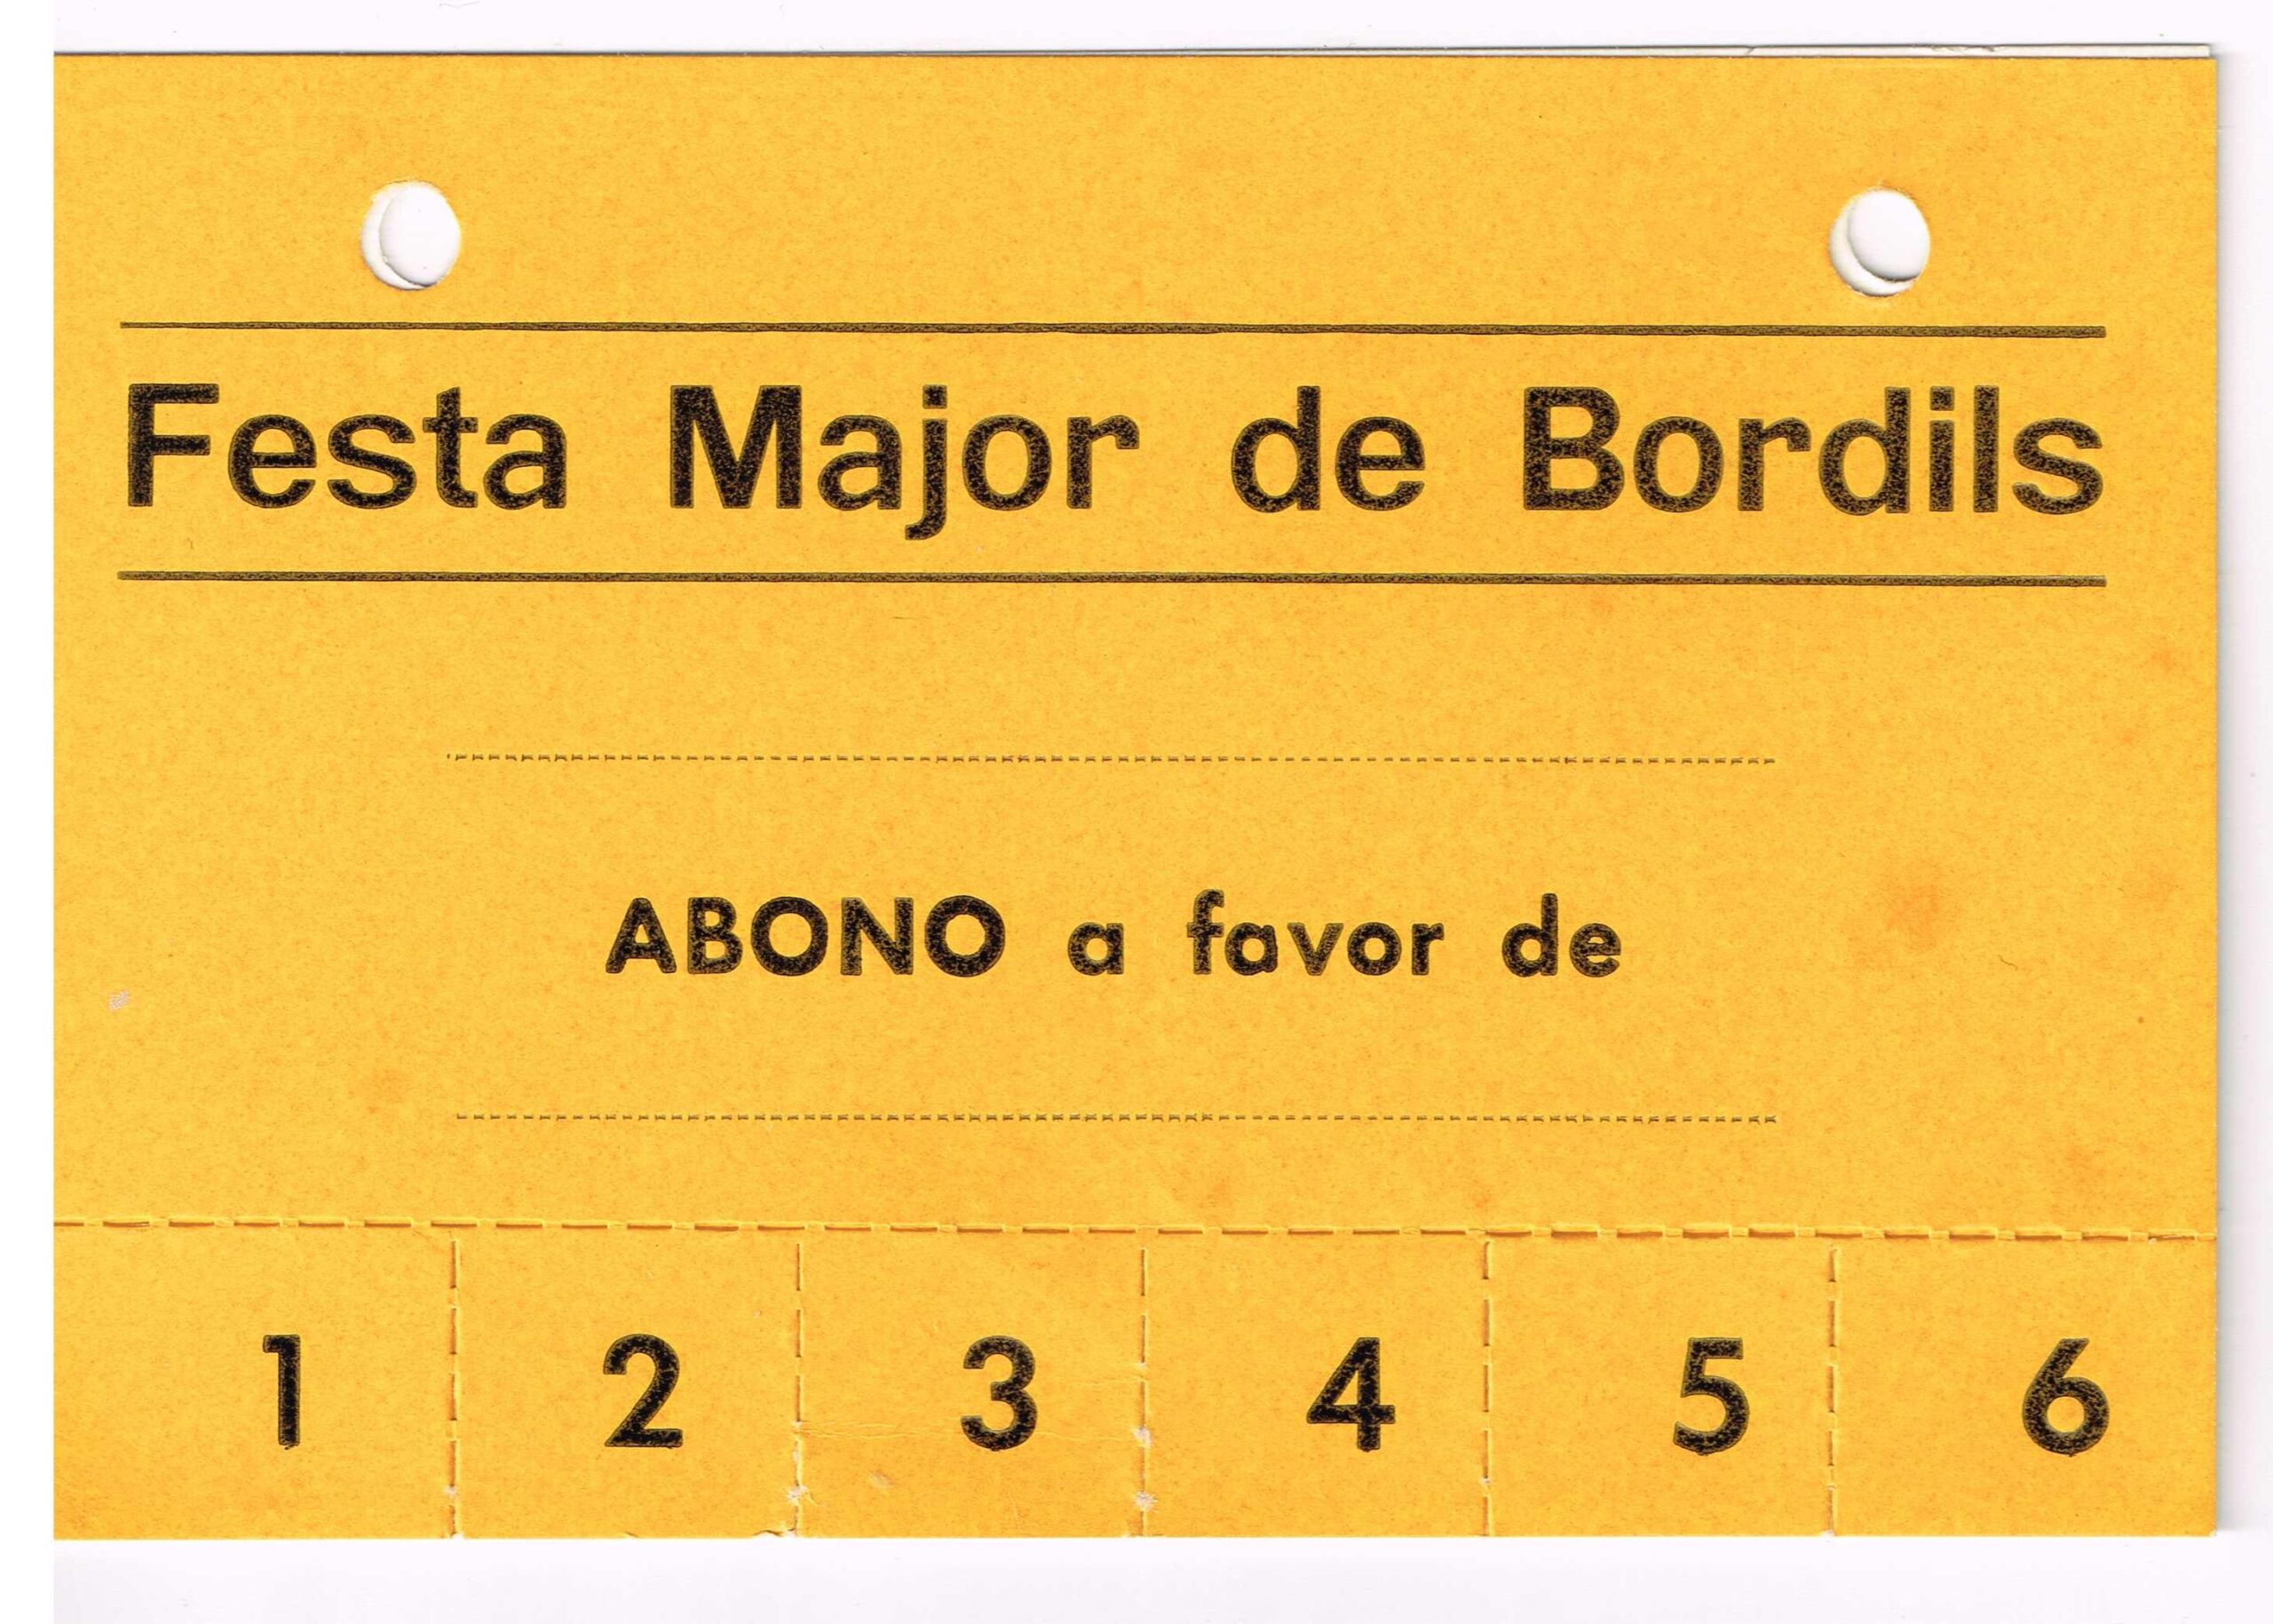 Festa Major de Bordils
ABONO a favor de
1 2 3 4 5 6